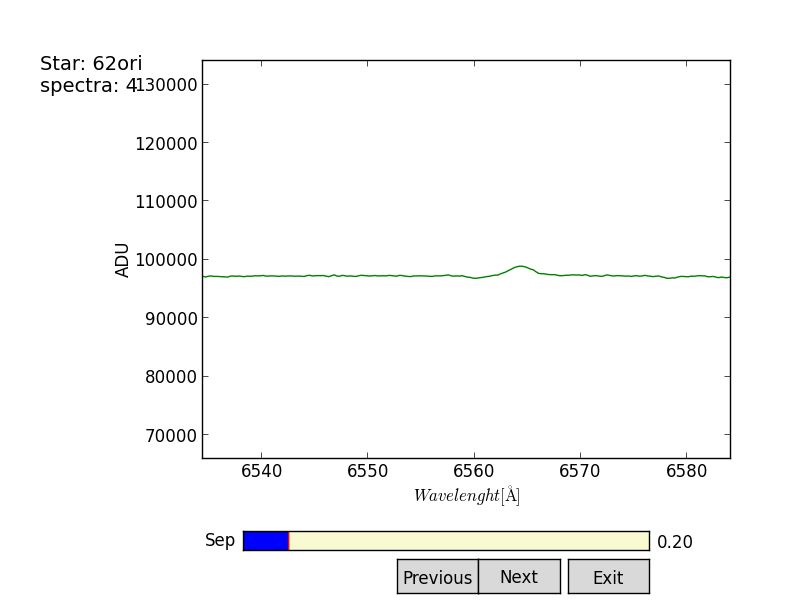 Star: 62ori
spectra: 4
130000
120000
110000
100000
90000
80000
70000
ADU
6540 6550 6560 6570 6580
Wavelenght[Å]
Sep 0.20
Previous Next Exit